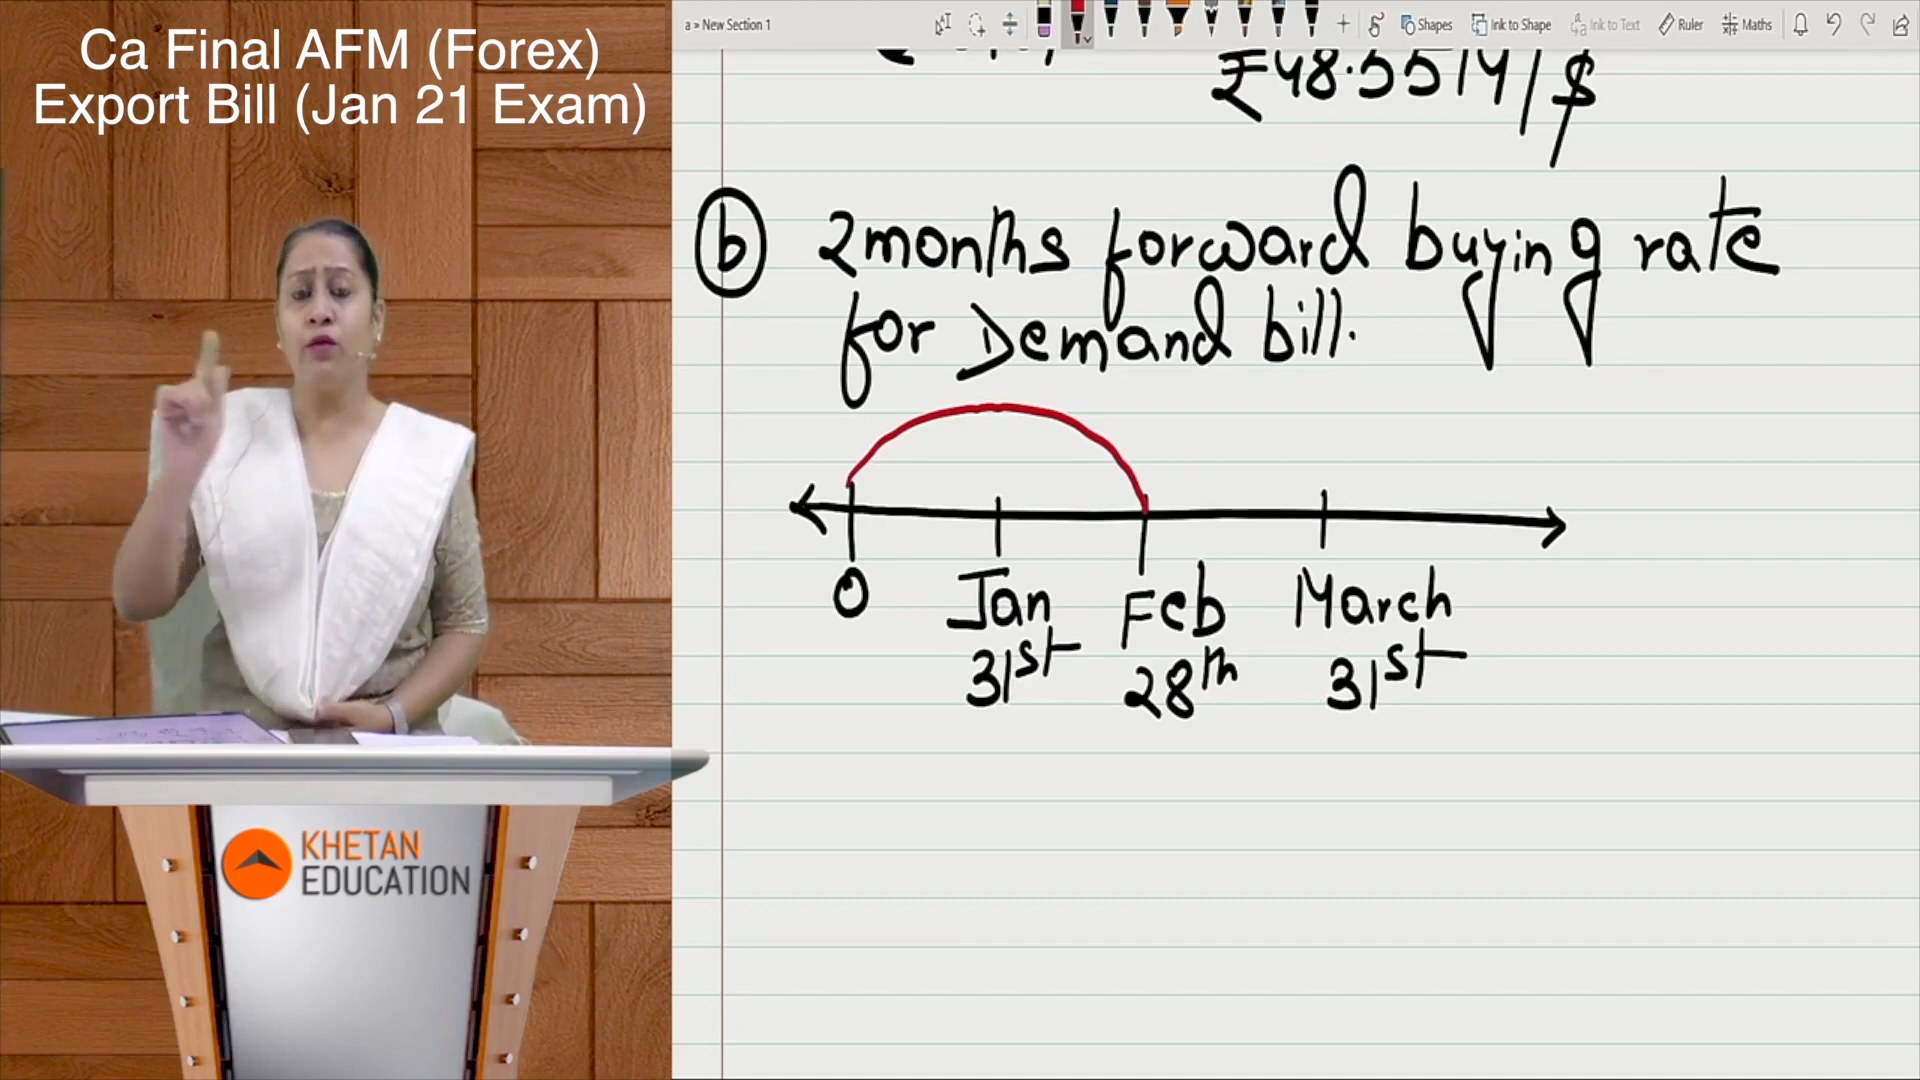 Ca Final AFM (Forex)
Export Bill (Jan 21 Exam)
a » New Section 1
Shapes
Ink to Shape
Ink to Text
Ruler
Maths
₹48.5514/$
(b) 2months forward buying rate
for Demand bill.
0 Jan Feb March
31st 28th 31st
KHETAN
EDUCATION